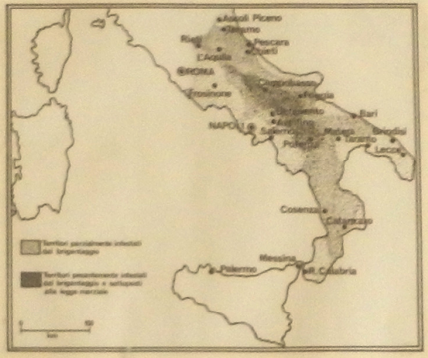 Ascoli Piceno
Teramo
Rieti
Pescara
Chieti
L'Aquila
ROMA
Frosinone
Campobasso
Foggia
Benevento
Bari
NAPOLI
Avellino
Salerno
Matera
Brindisi
Potenza
Taranto
Lecce
Cosenza
Catanzaro
Messina
R. Calabria
Palermo
Territori parzialmente infestati
dal brigantaggio
Territori pesantemente infestati
dal brigantaggio e sottoposti
alla legge marziale
0 100
km